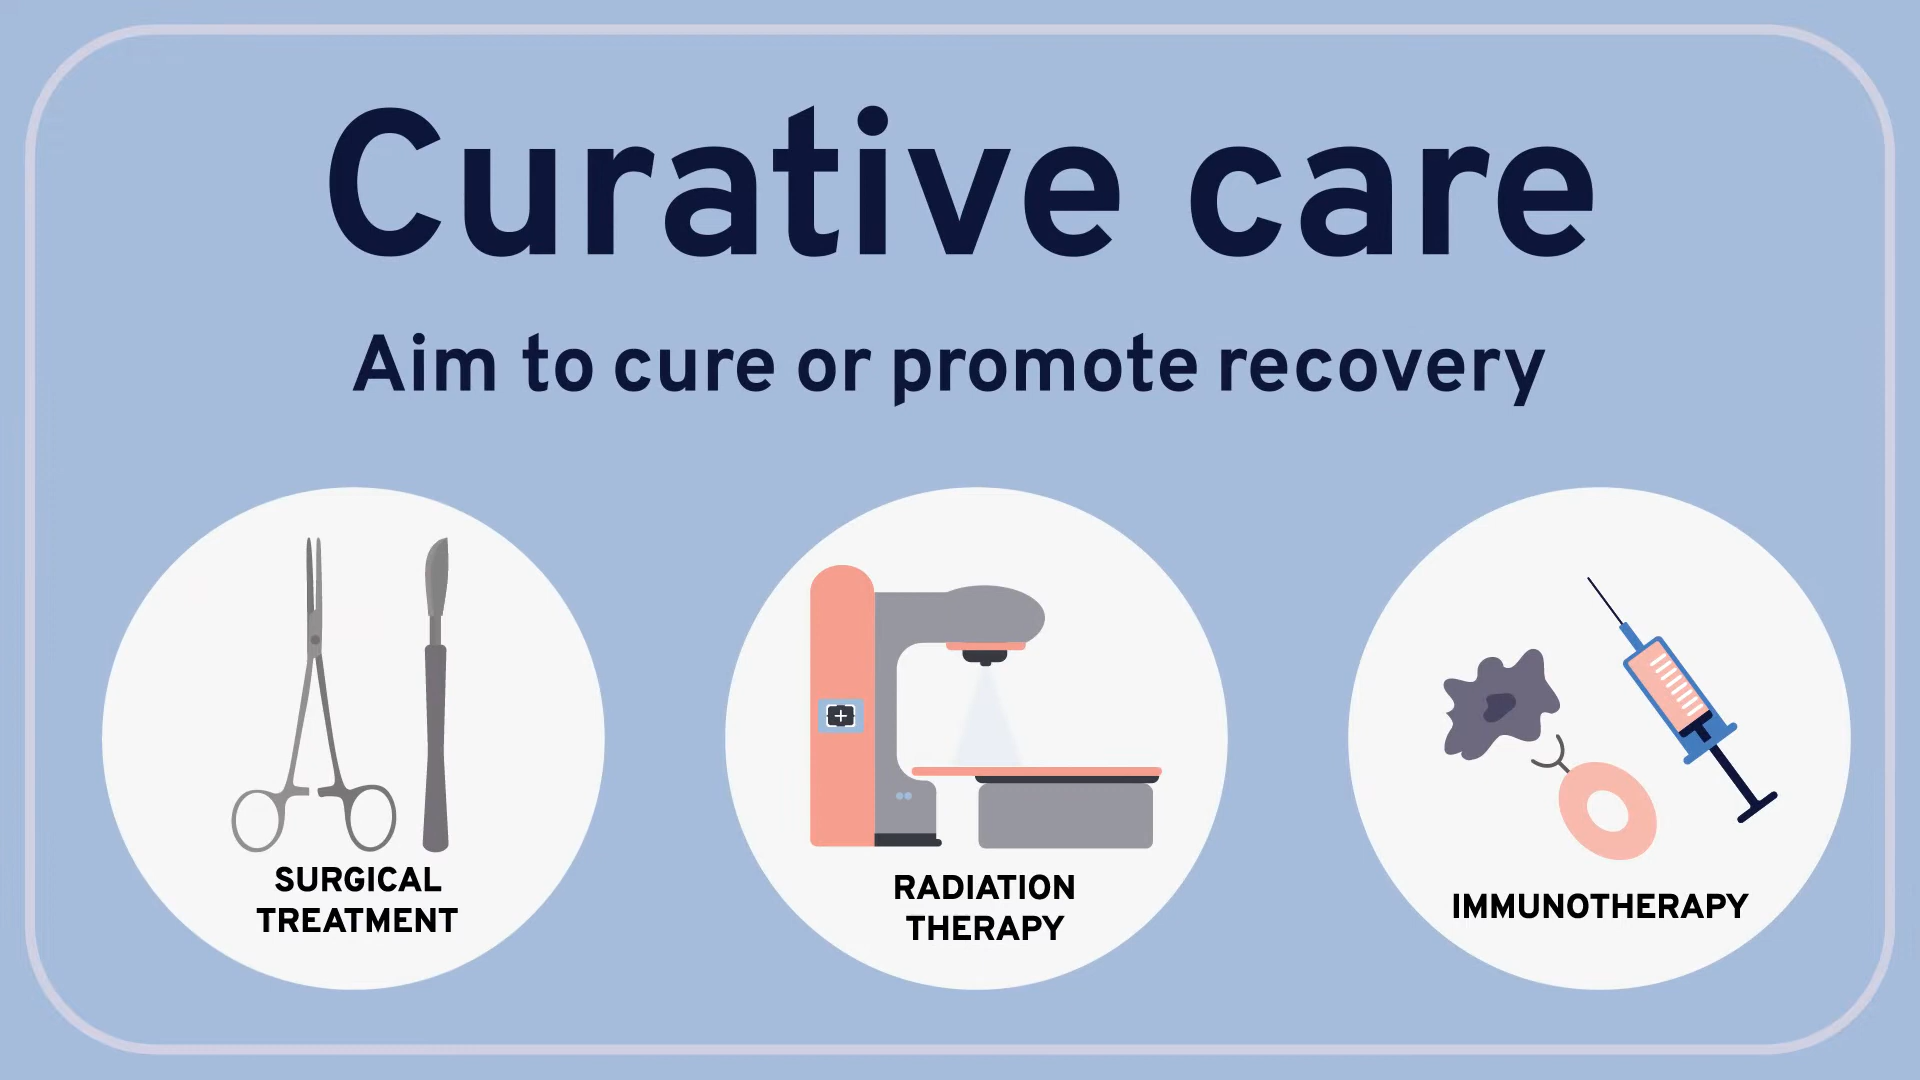 Curative care
Aim to cure or promote recovery
SURGICAL
TREATMENT
RADIATION
THERAPY
IMMUNOTHERAPY